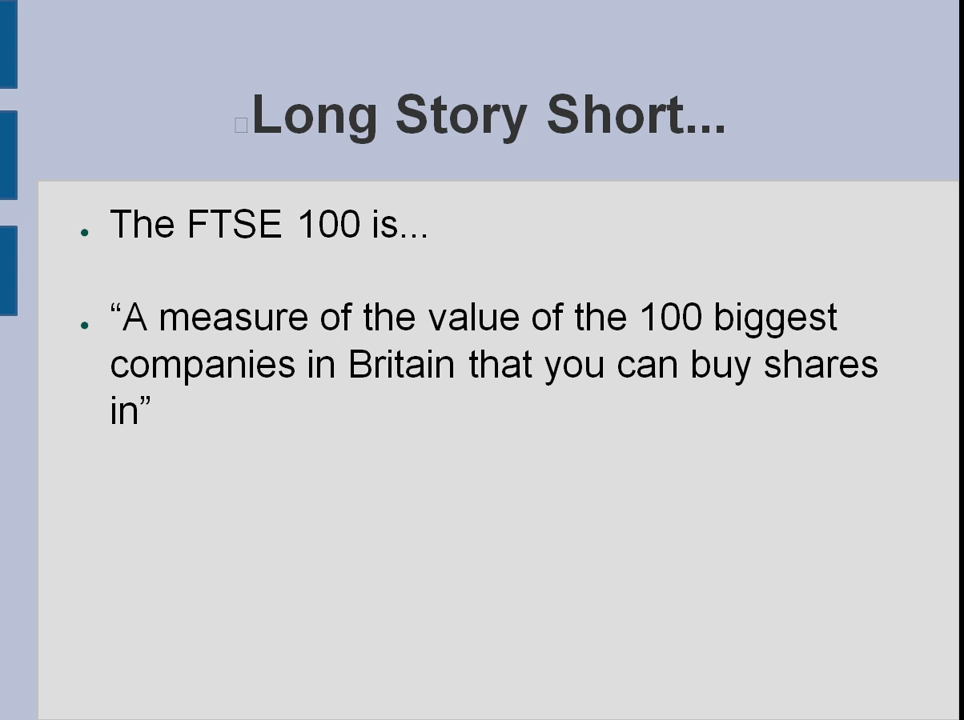 Long Story Short...
The FTSE 100 is...
“A measure of the value of the 100 biggest
companies in Britain that you can buy shares
in”